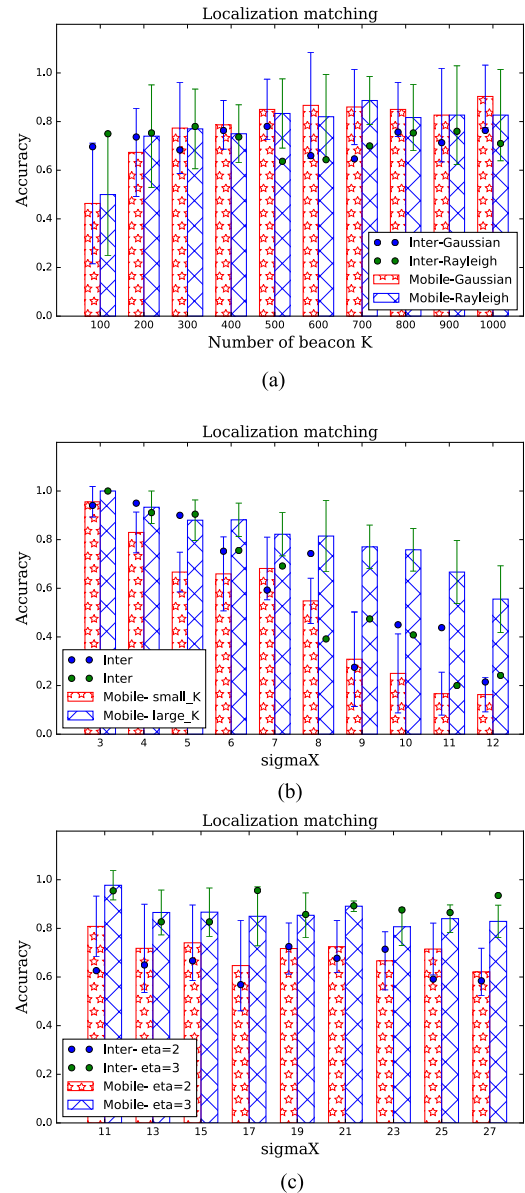 Localization matching
1.0
0.8
0.6
0.4
0.2
0.0
Accuracy
Inter-Gaussian
Inter-Rayleigh
Mobile-Gaussian
Mobile-Rayleigh
100 200 300 400 500 600 700 800 900 1000
Number of beacon K
(a)
Localization matching
1.0
0.8
0.6
0.4
0.2
0.0
Accuracy
Inter
Inter
Mobile- small_K
Mobile- large_K
3 4 5 6 7 8 9 10 11 12
sigmaX
(b)
Localization matching
1.0
0.8
0.6
0.4
0.2
0.0
Accuracy
Inter- eta=2
Inter- eta=3
Mobile- eta=2
Mobile- eta=3
11 13 15 17 19 21 23 25 27
sigmaX
(c)